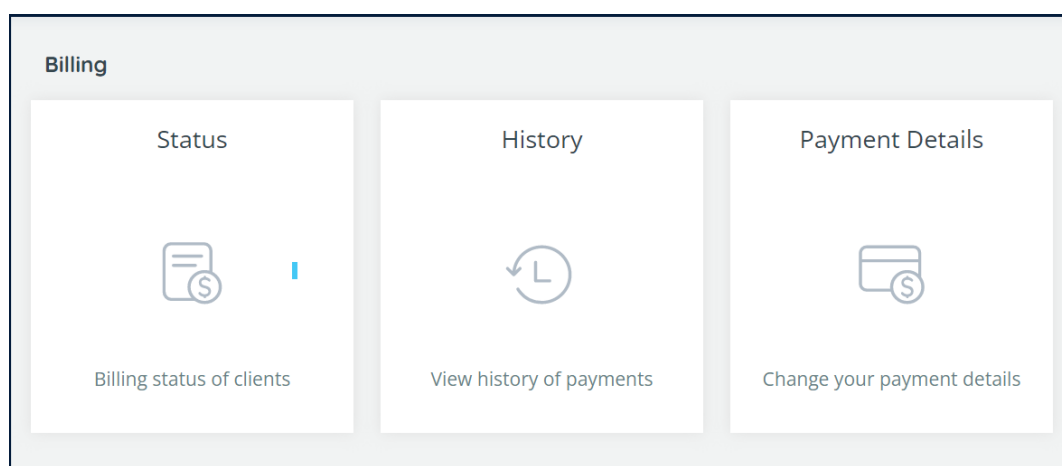 Billing
Status
History
Payment Details
Billing status of clients
View history of payments
Change your payment details